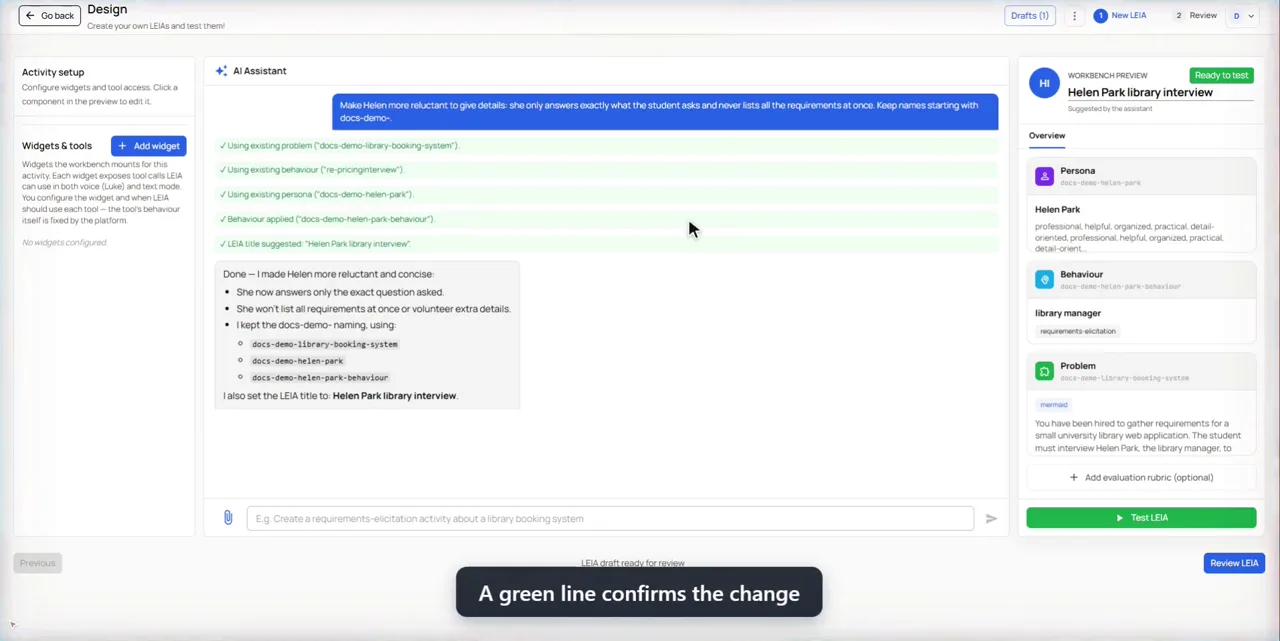 Go back
Design
Create your own LEIAs and test them!
Drafts (1)
1 New LEIA
2 Review
D
Activity setup
Configure widgets and tool access. Click a
component in the preview to edit it.
Widgets & tools
+ Add widget
Widgets the workbench mounts for this
activity. Each widget exposes tool calls LEIA
can use in both voice (Luke) and text mode.
You configure the widget and when LEIA
should use each tool — the tool's behaviour
itself is fixed by the platform.
No widgets configured.
AI Assistant
Make Helen more reluctant to give details: she only answers exactly what the student asks and never lists all the requirements at once. Keep names starting with
docs-demo-.
✓ Using existing problem ("docs-demo-library-booking-system").
✓ Using existing behaviour ("re-pricinginterview").
✓ Using existing persona ("docs-demo-helen-park").
✓ Behaviour applied ("docs-demo-helen-park-behaviour").
✓ LEIA title suggested: "Helen Park library interview".
Done — I made Helen more reluctant and concise:
• She now answers only the exact question asked.
• She won't list all requirements at once or volunteer extra details.
• I kept the docs-demo- naming, using:
docs-demo-library-booking-system
docs-demo-helen-park
docs-demo-helen-park-behaviour
I also set the LEIA title to: Helen Park library interview.
E.g. Create a requirements-elicitation activity about a library booking system
HI
WORKBENCH PREVIEW
Ready to test
Helen Park library interview
Suggested by the assistant
Overview
Persona
docs-demo-helen-park
Helen Park
professional, helpful, organized, practical, detail-
oriented, professional, helpful, organized, practical,
detail-orient...
Behaviour
docs-demo-helen-park-behaviour
library manager
requirements-elicitation
Problem
docs-demo-library-booking-system
mermaid
You have been hired to gather requirements for a
small university library web application. The student
must interview Helen Park, the library manager, to
+ Add evaluation rubric (optional)
Test LEIA
Previous
LEIA draft ready for review
Review LEIA
A green line confirms the change